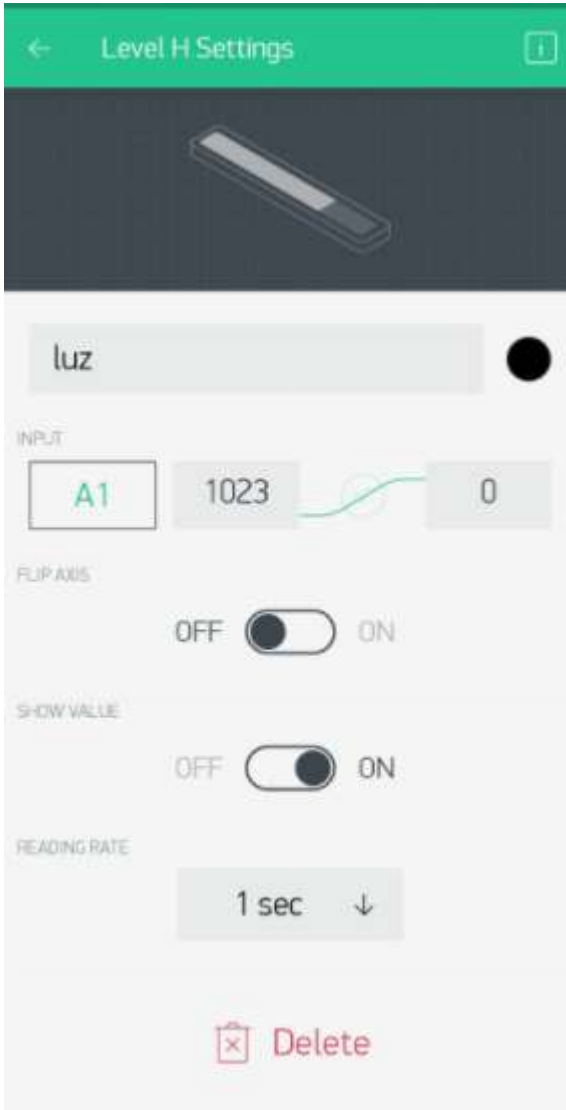 ← Level H Settings i
luz
INPUT
A1 1023 0
FLIP AXIS
OFF ON
SHOW VALUE
OFF ON
READING RATE
1 sec ↓
Delete